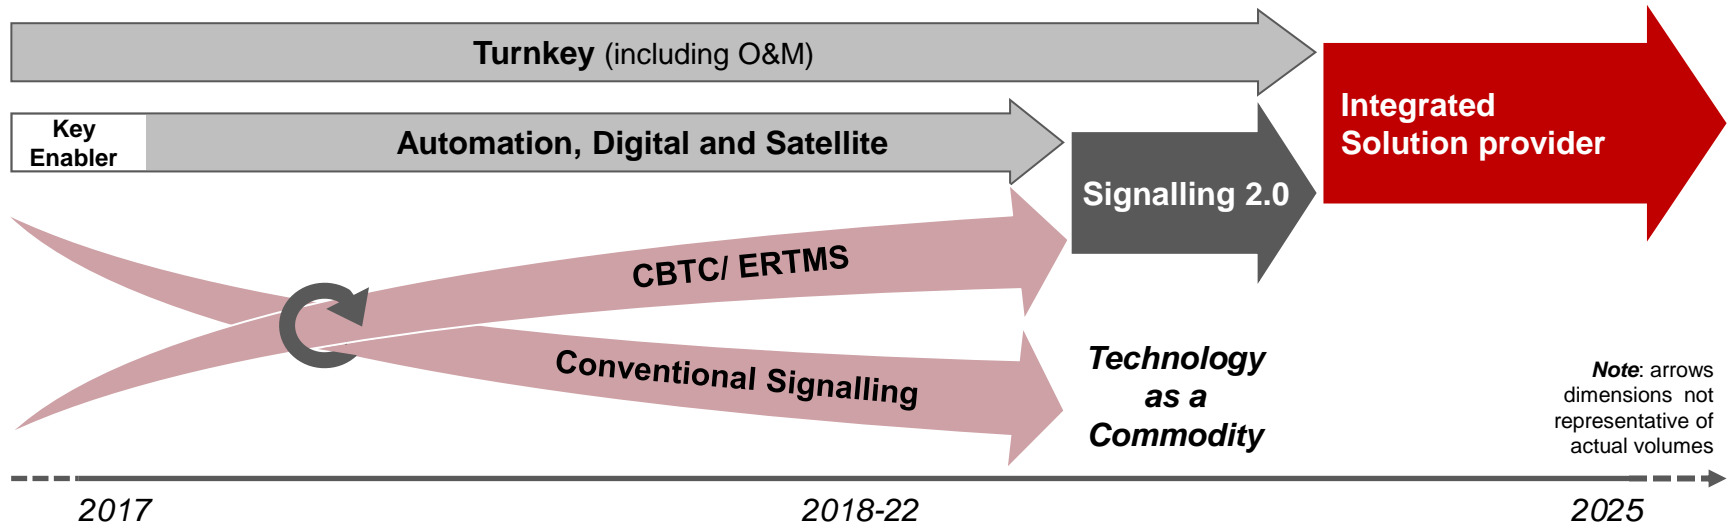 Turnkey (including O&M)
Key
Enabler
Automation, Digital and Satellite
Integrated
Solution provider
Signalling 2.0
CBTC/ ERTMS
Conventional Signalling
Technology
as a
Commodity
Note: arrows
dimensions not
representative of
actual volumes
2017
2018-22
2025